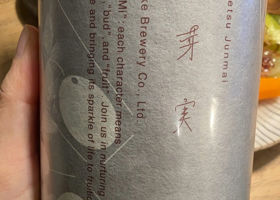 etsu Junmai
芽
実
ke Brewery Co., Ltd.
MI": each character means
"bud", and "fruit". Join us in nurturing
e and bringing its sparkle of life to fruitio